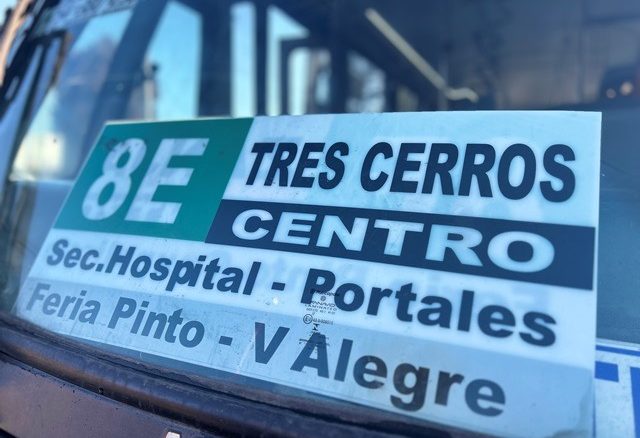 8E
TRES CERROS
CENTRO
Sec.Hospital - Portales
Feria Pinto - V Alegre